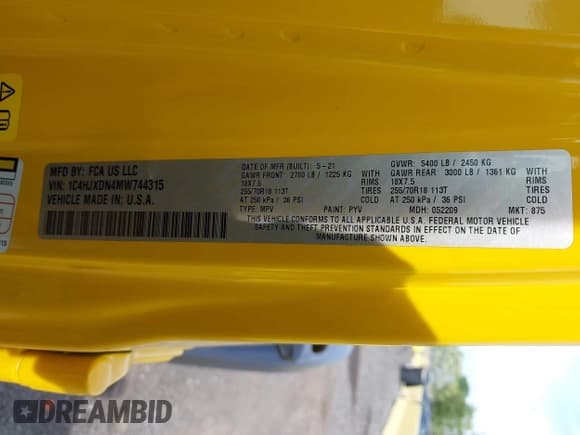 MFD BY: FCA US LLC
VIN: 1C4HJXDN4MW744315
VEHICLE MADE IN: U.S.A.
DATE OF MFR (BUILT): 5-21
GAWR FRONT: 2700 LB / 1225 KG
18X7.5 RIMS
255/70R18 113T TIRES
AT 250 kPa / 36 PSI
TYPE: MPV PAINT: PYV
GVWR: 5400 LB / 2450 KG
GAWR REAR: 3000 LB / 1361 KG
18X7.5 RIMS
255/70R18 113T TIRES
AT 250 kPa / 36 PSI
MDH: 052209 MKT: 875
THIS VEHICLE CONFORMS TO ALL APPLICABLE U.S.A. FEDERAL MOTOR VEHICLE
SAFETY AND THEFT PREVENTION STANDARDS IN EFFECT ON THE DATE OF
MANUFACTURE SHOWN ABOVE.
DREAMBID